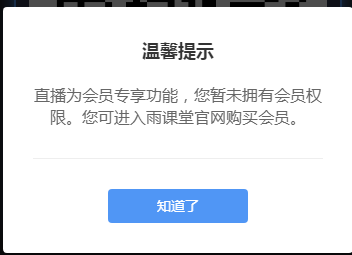 温馨提示
直播为会员专享功能，您暂未拥有会员权
限。您可进入雨课堂官网购买会员。
知道了